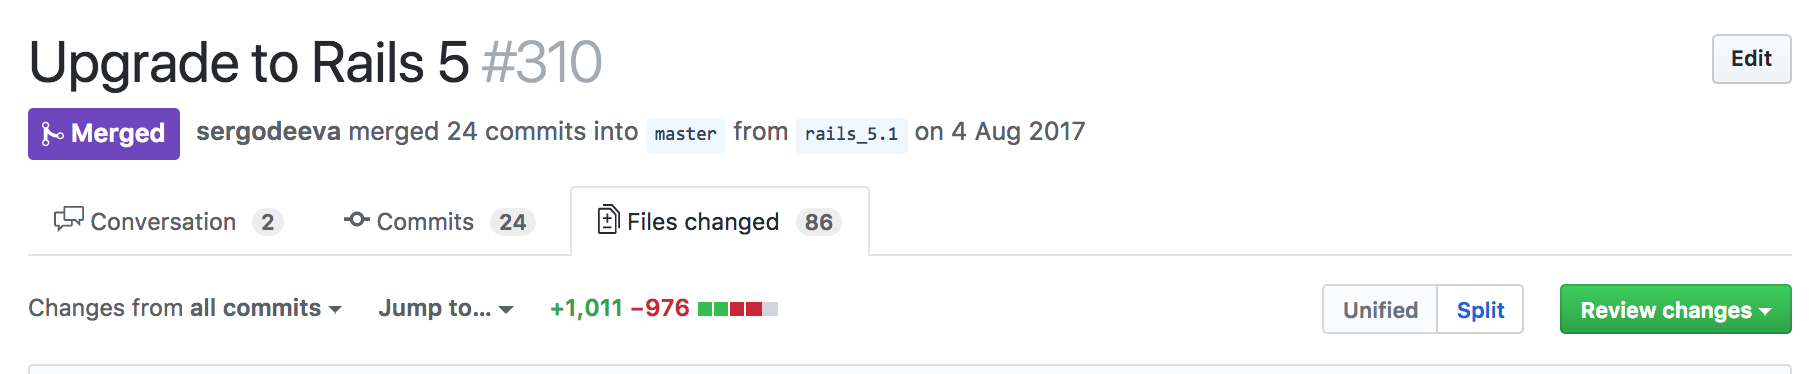 Upgrade to Rails 5 #310
Edit
Merged sergodeeva merged 24 commits into master from rails_5.1 on 4 Aug 2017
Conversation 2 Commits 24 Files changed 86
Changes from all commits Jump to... +1,011 −976 Unified Split Review changes